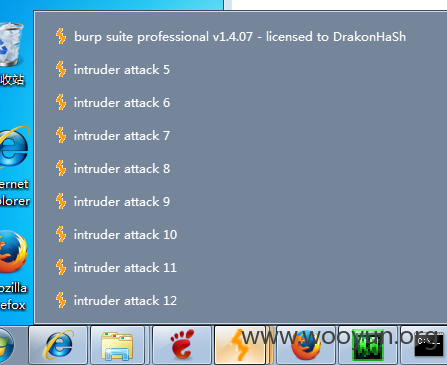 burp suite professional v1.4.07 - licensed to DrakonHaSh
intruder attack 5
收站
intruder attack 6
intruder attack 7
intruder attack 8
ternet
plorer
intruder attack 9
intruder attack 10
intruder attack 11
ozilla
efox
intruder attack 12
www.wooyun.org